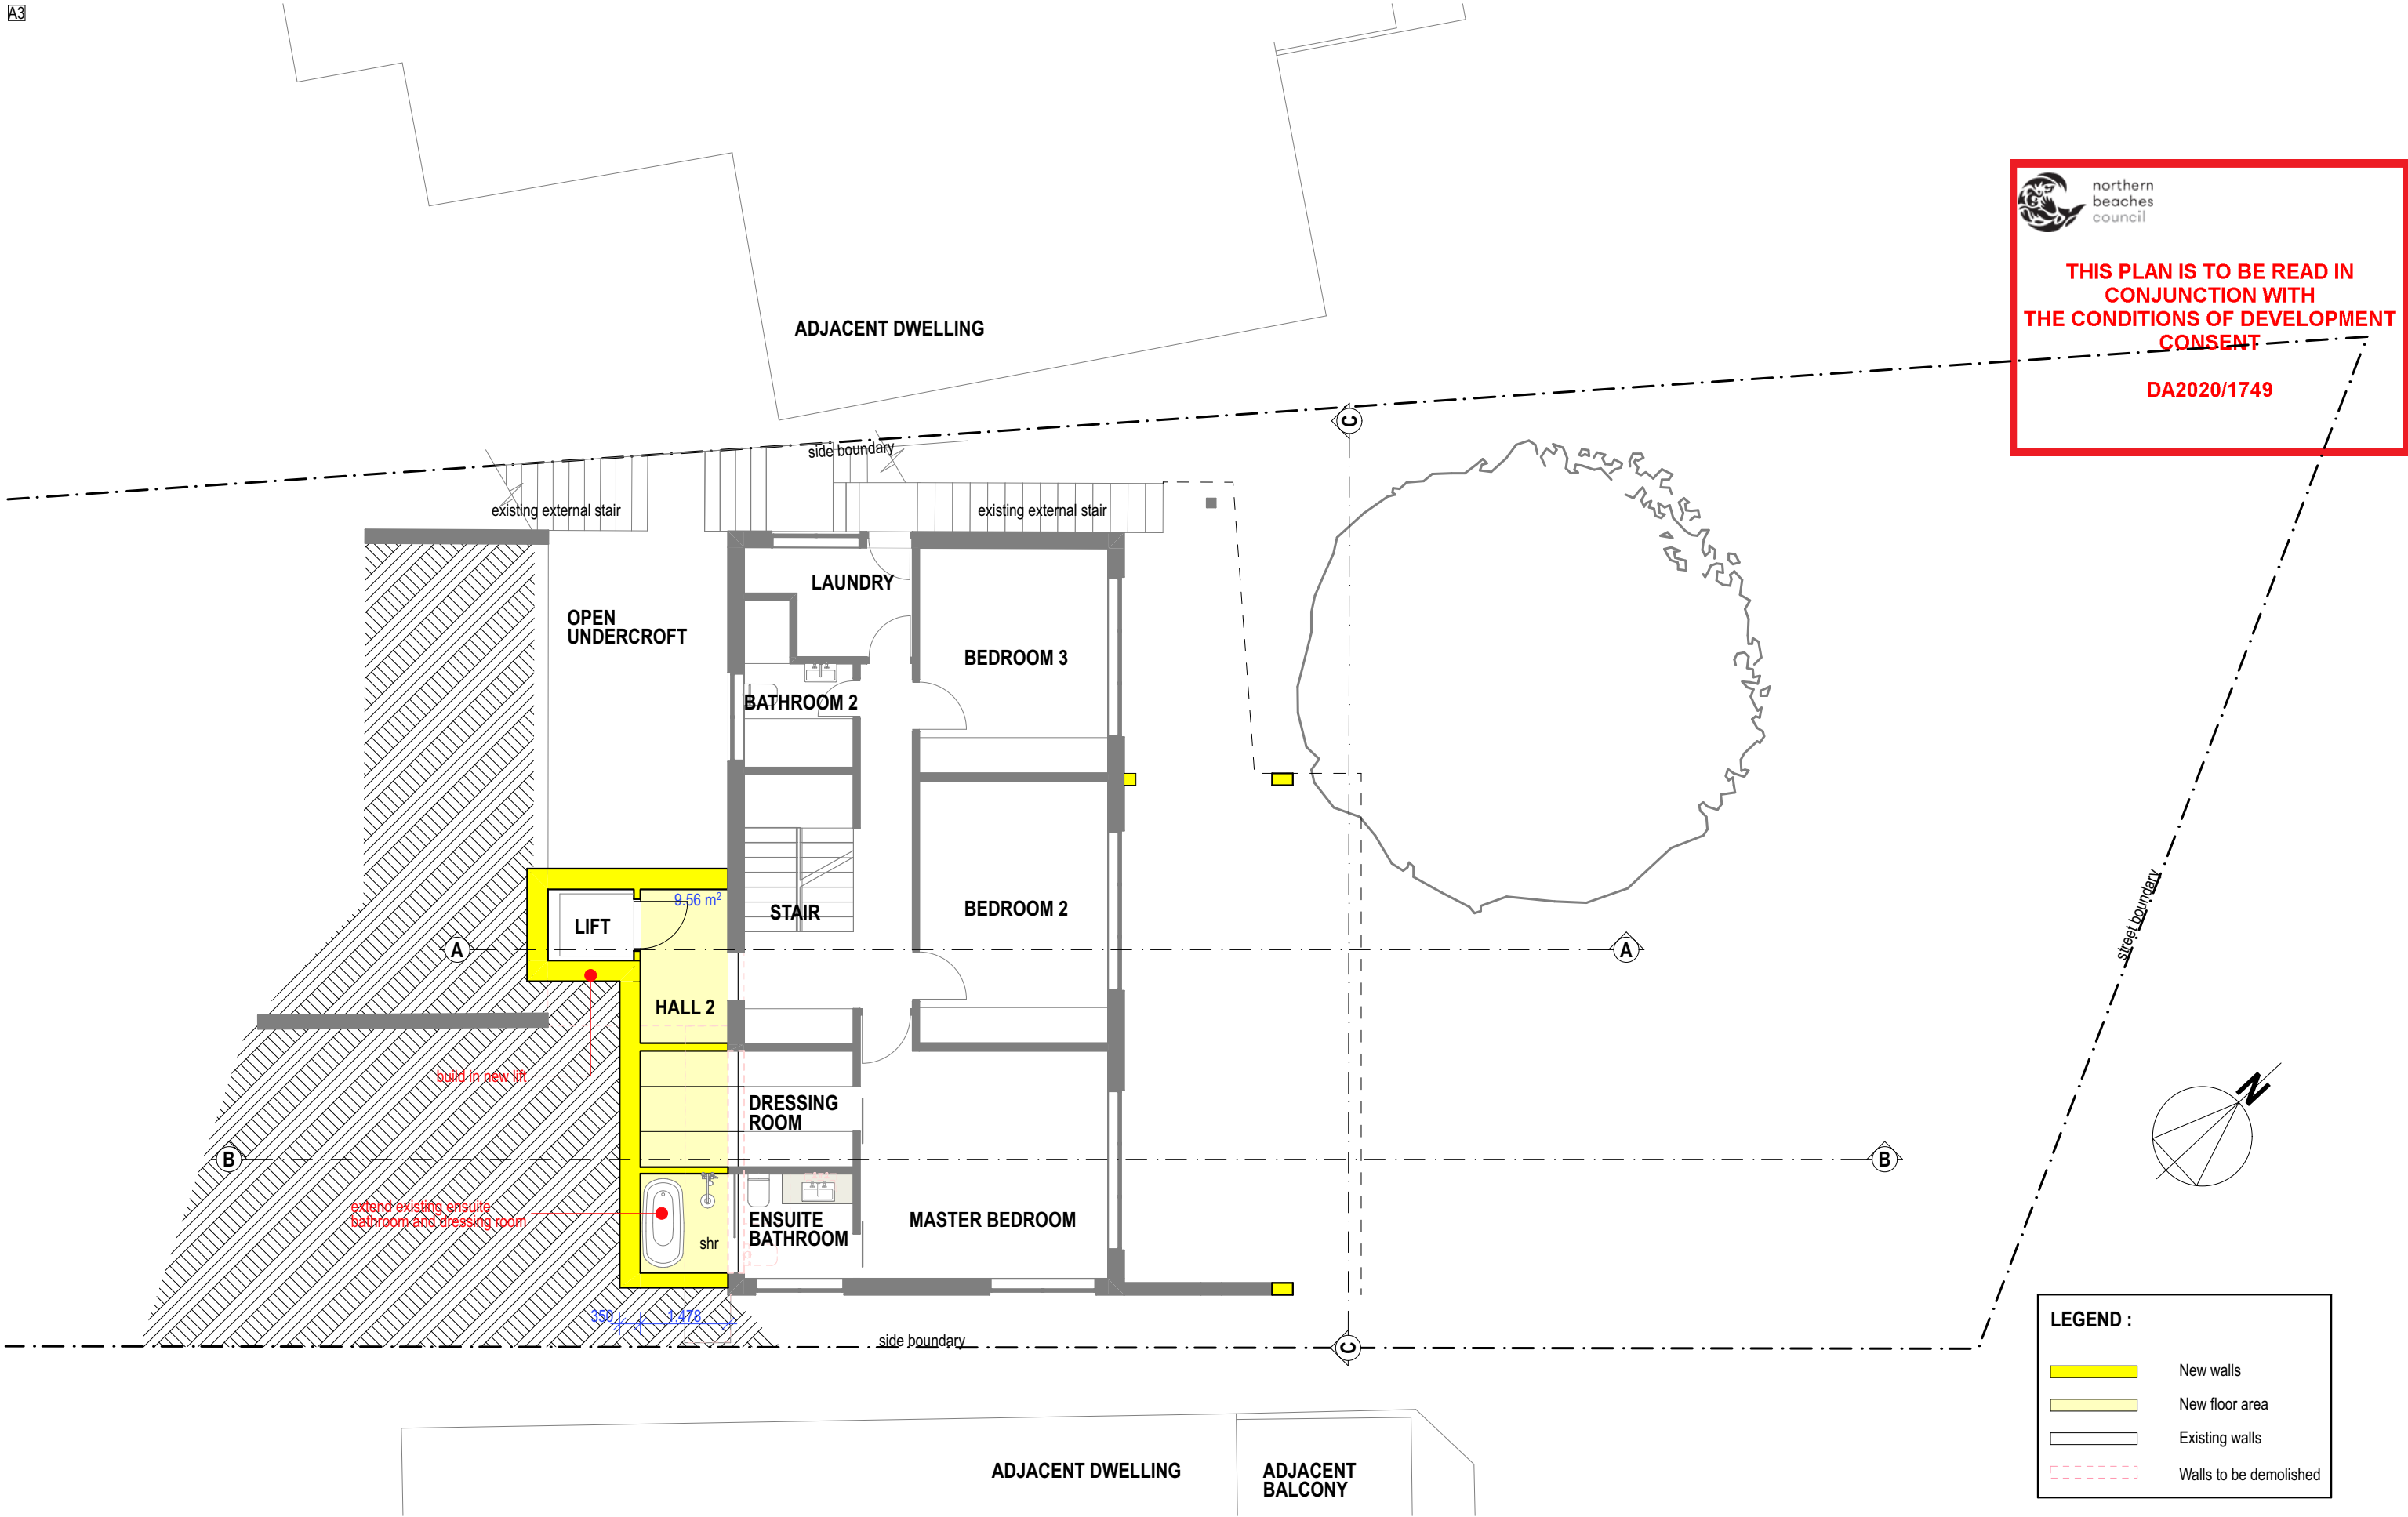 A3
northern
beaches
council
THIS PLAN IS TO BE READ IN
CONJUNCTION WITH
THE CONDITIONS OF DEVELOPMENT
CONSENT
DA2020/1749
ADJACENT DWELLING
C
side boundary
existing external stair
existing external stair
LAUNDRY
OPEN
UNDERCROFT
BEDROOM 3
BATHROOM 2
9.56 m²
LIFT
STAIR
BEDROOM 2
A
A
street boundary
HALL 2
build in new lift
DRESSING
ROOM
N
B
B
extend existing ensuite
bathroom and dressing room
shr
ENSUITE
BATHROOM
MASTER BEDROOM
350
1,478
side boundary
C
LEGEND :
New walls
New floor area
Existing walls
Walls to be demolished
ADJACENT DWELLING
ADJACENT
BALCONY